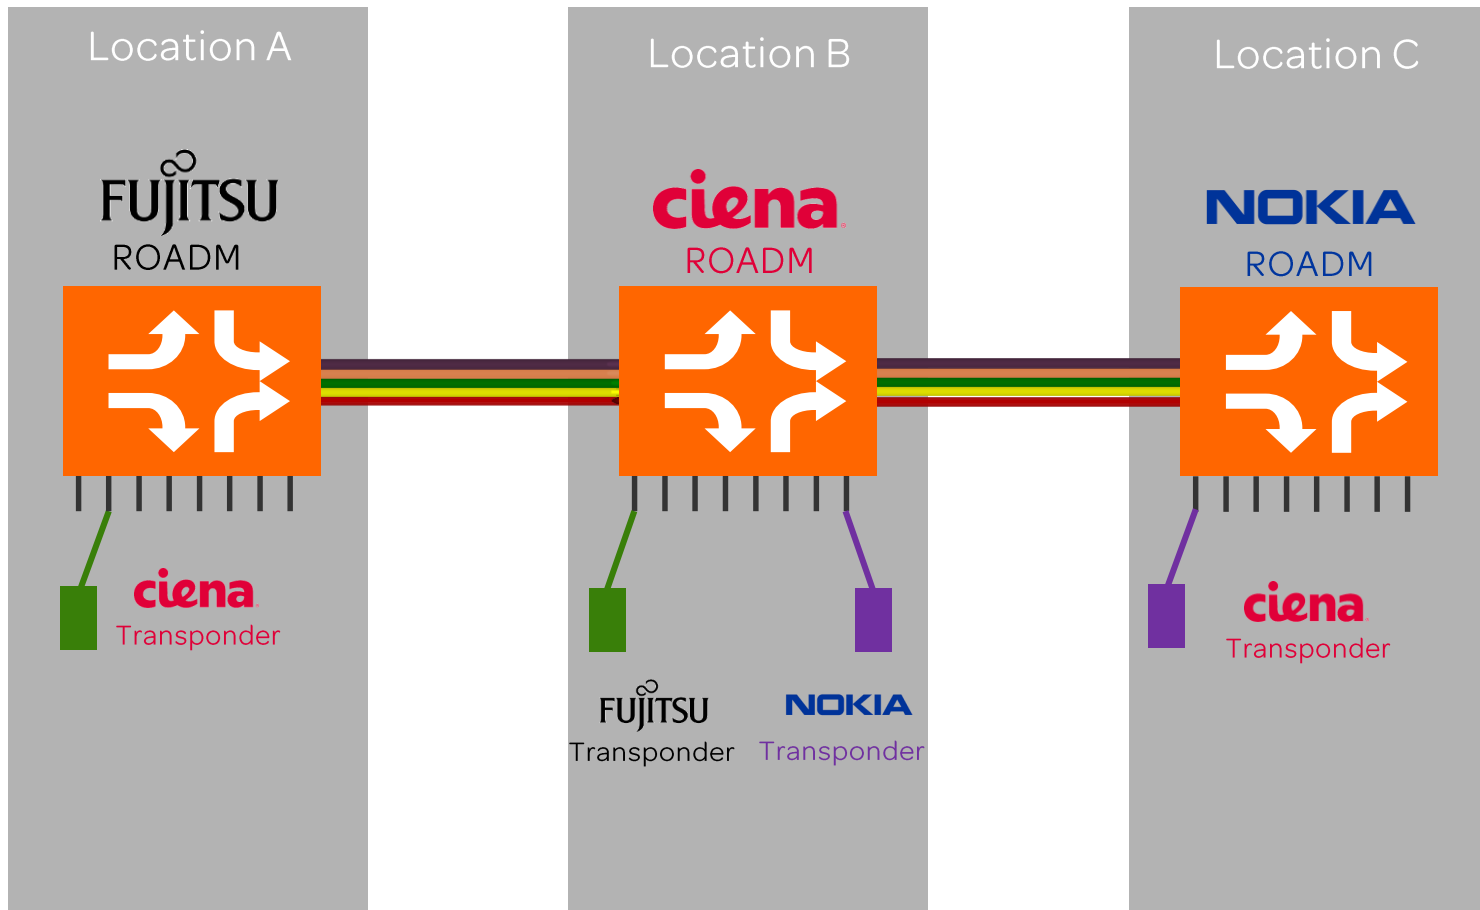 Location A
FUJITSU
ROADM
ciena
Transponder
Location B
ciena
ROADM
FUJITSU
Transponder
NOKIA
Transponder
Location C
NOKIA
ROADM
ciena
Transponder